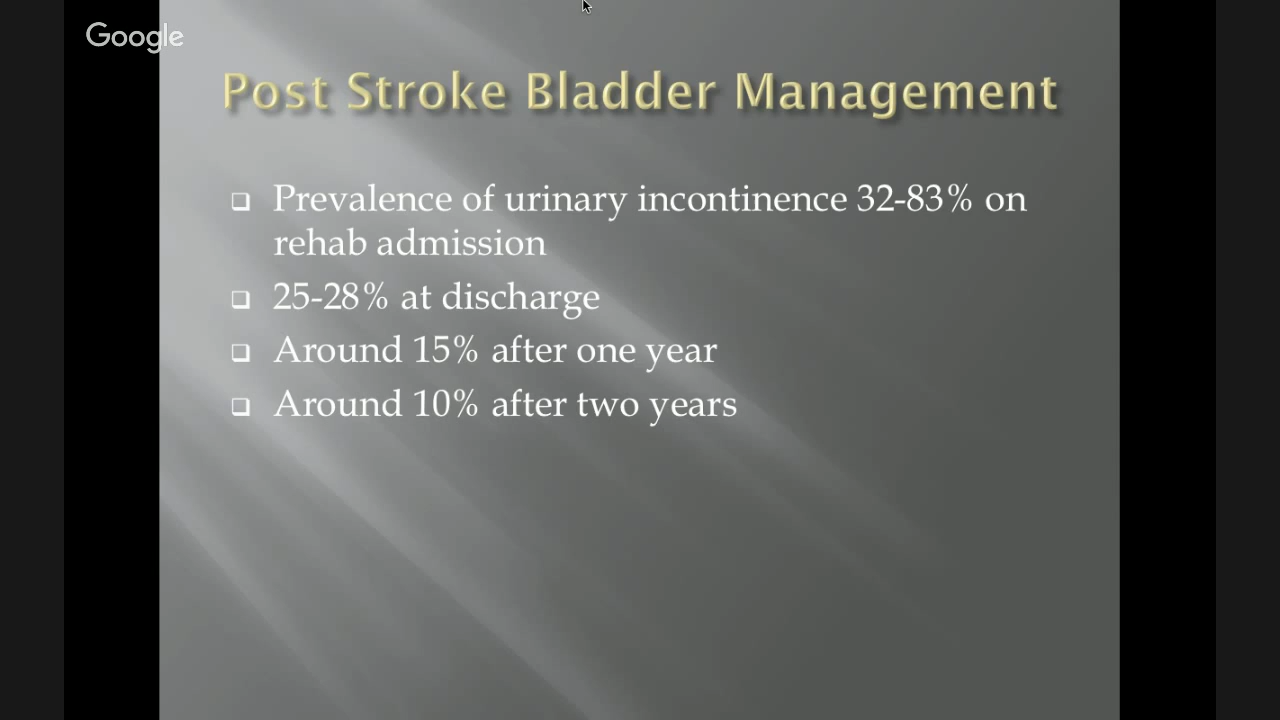 Google
Post Stroke Bladder Management
Prevalence of urinary incontinence 32-83% on
rehab admission
25-28% at discharge
Around 15% after one year
Around 10% after two years